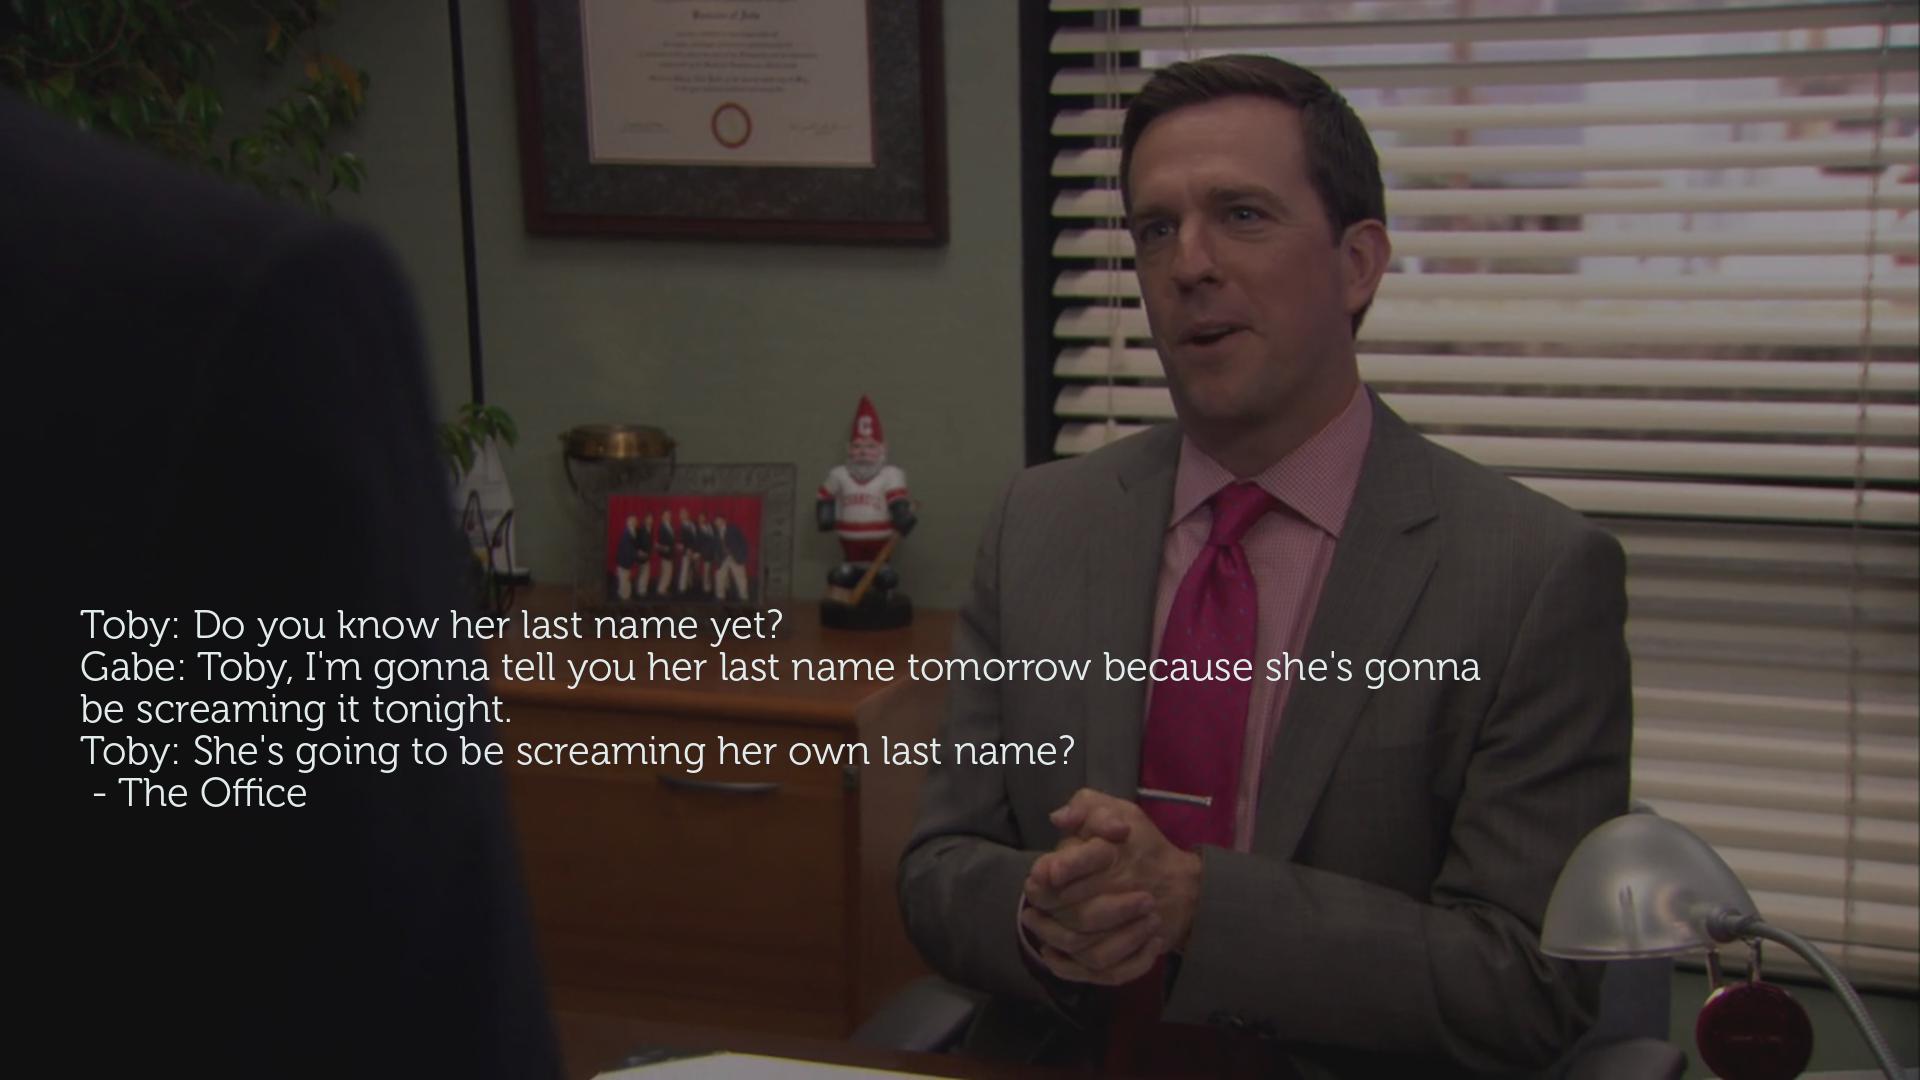 Toby: Do you know her last name yet?
Gabe: Toby, I'm gonna tell you her last name tomorrow because she's gonna
be screaming it tonight.
Toby: She's going to be screaming her own last name?
- The Office